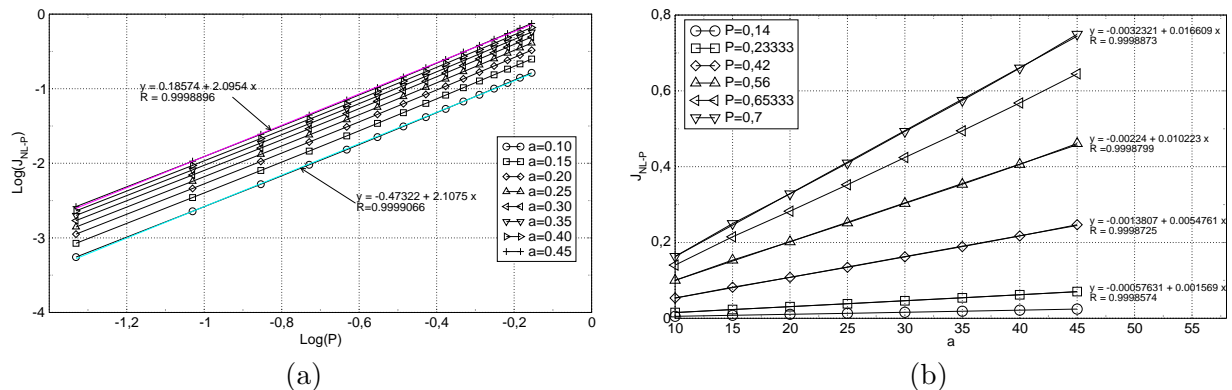 0
-1
-2
-3
-4
Log(J_NL-P)
y = 0.18574 + 2.0954 x
R = 0.9998896
y = -0.47322 + 2.1075 x
R=0.9999066
a=0.10
a=0.15
a=0.20
a=0.25
a=0.30
a=0.35
a=0.40
a=0.45
-1,2 -1 -0,8 -0,6 -0,4 -0,2 0
Log(P)
(a)
0,8
0,6
0,4
0,2
0
J_NL-P
P=0,14
P=0,23333
P=0,42
P=0,56
P=0,65333
P=0,7
y = -0.0032321 + 0.016609 x
R = 0.9998873
y = -0.00224 + 0.010223 x
R = 0.9998799
y = -0.0013807 + 0.0054761 x
R = 0.9998725
y = -0.00057631 + 0.001569 x
R = 0.9998574
10 15 20 25 30 35 40 45 50 55
a
(b)